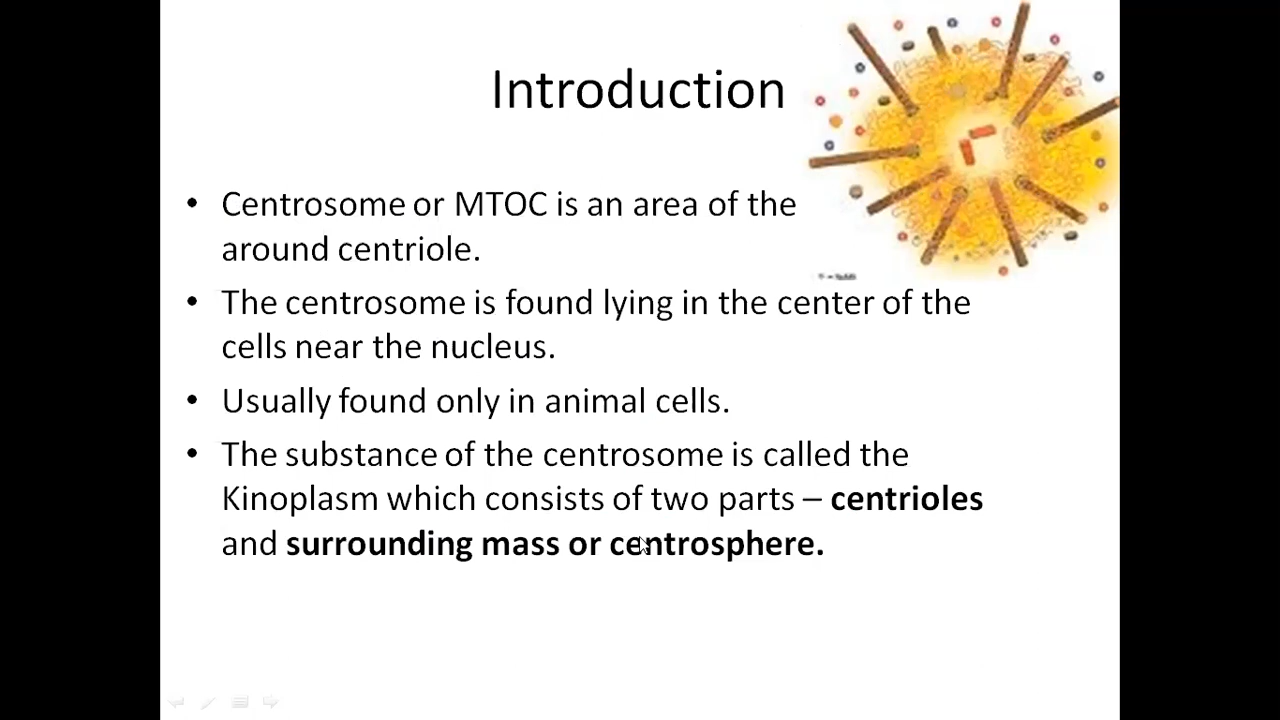 Introduction
• Centrosome or MTOC is an area of the
around centriole.
• The centrosome is found lying in the center of the
cells near the nucleus.
• Usually found only in animal cells.
• The substance of the centrosome is called the
Kinoplasm which consists of two parts – centrioles
and surrounding mass or centrosphere.